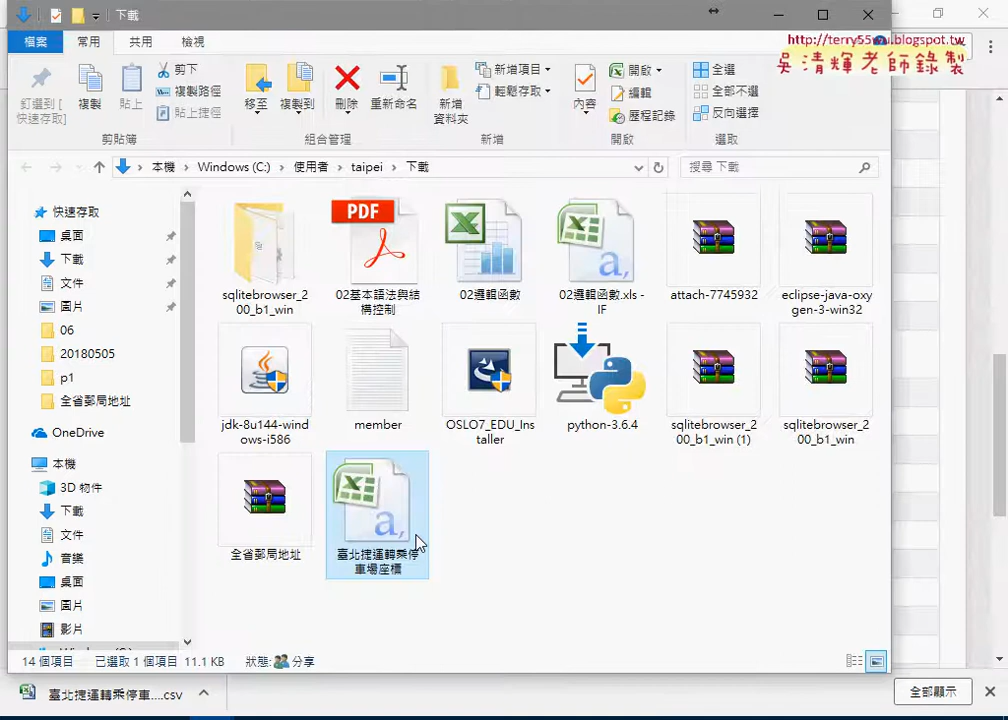 下載
http://terry55wu.blogspot.tw
吳清輝老師錄製
檔案
常用
共用
檢視
釘選到 [
快速存取]
複製
貼上
剪下
複製路徑
貼上捷徑
剪貼簿
移至
複製到
刪除
重新命名
組合管理
新增
資料夾
新增項目
輕鬆存取
新增
內容
開啟
編輯
歷程記錄
開啟
全選
全部不選
反向選擇
選取
本機 › Windows (C:) › 使用者 › taipei › 下載
搜尋 下載
快速存取
桌面
下載
文件
圖片
06
20180505
p1
全省郵局地址
OneDrive
本機
3D 物件
下載
文件
音樂
桌面
圖片
影片
sqlitebrowser_2
00_b1_win
PDF
02基本語法與結
構控制
02邏輯函數
02邏輯函數.xls -
IF
attach-7745932
eclipse-java-oxy
gen-3-win32
jdk-8u144-wind
ows-i586
member
OSLO7_EDU_Ins
taller
python-3.6.4
sqlitebrowser_2
00_b1_win (1)
sqlitebrowser_2
00_b1_win
全省郵局地址
臺北捷運轉乘停
車場座標
14 個項目
已選取 1 個項目 11.1 KB
狀態:
分享
臺北捷運轉乘停車....csv
全部顯示